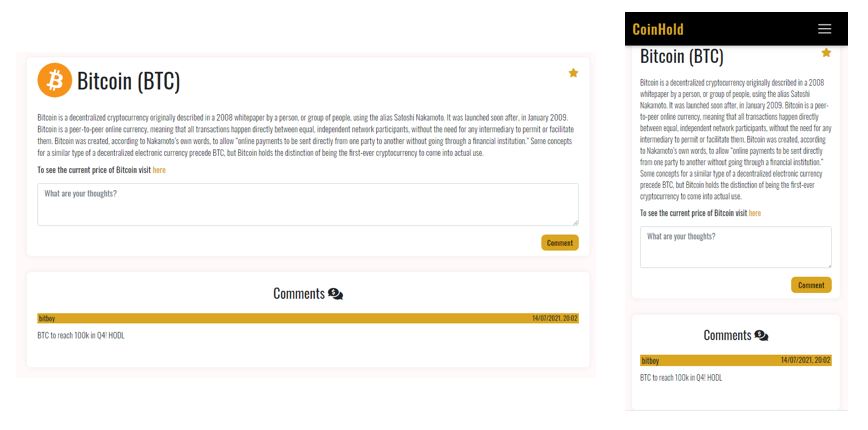 Bitcoin (BTC)
Bitcoin is a decentralized cryptocurrency originally described in a 2008 whitepaper by a person, or group of people, using the alias Satoshi Nakamoto. It was launched soon after, in January 2009.
Bitcoin is a peer-to-peer online currency, meaning that all transactions happen directly between equal, independent network participants, without the need for any intermediary to permit or facilitate
them. Bitcoin was created, according to Nakamoto's own words, to allow "online payments to be sent directly from one party to another without going through a financial institution." Some concepts
for a similar type of a decentralized electronic currency precede BTC, but Bitcoin holds the distinction of being the first-ever cryptocurrency to come into actual use.
To see the current price of Bitcoin visit here
What are your thoughts?
Comment
Comments
bitboy 14/07/2021, 20:02
BTC to reach 100k in Q4! HODL
CoinHold
Bitcoin (BTC)
Bitcoin is a decentralized cryptocurrency originally described in a 2008
whitepaper by a person, or group of people, using the alias Satoshi
Nakamoto. It was launched soon after, in January 2009. Bitcoin is a peer-
to-peer online currency, meaning that all transactions happen directly
between equal, independent network participants, without the need for any
intermediary to permit or facilitate them. Bitcoin was created, according
to Nakamoto's own words, to allow "online payments to be sent directly
from one party to another without going through a financial institution."
Some concepts for a similar type of a decentralized electronic currency
precede BTC, but Bitcoin holds the distinction of being the first-ever
cryptocurrency to come into actual use.
To see the current price of Bitcoin visit here
What are your thoughts?
Comment
Comments
bitboy 14/07/2021, 20:02
BTC to reach 100k in Q4! HODL